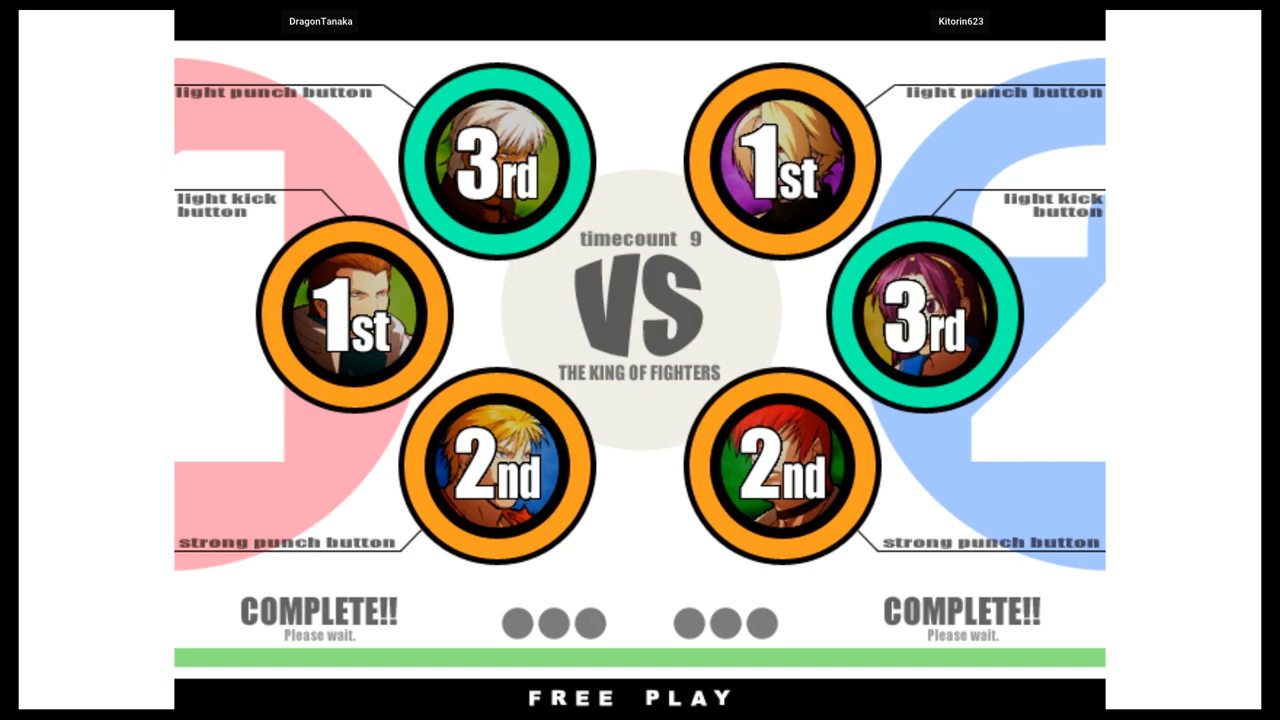 DragonTanaka
Kitorin623
light punch button
light punch button
3rd
1st
light kick
button
light kick
button
timecount 9
VS
THE KING OF FIGHTERS
1st
3rd
2nd
2nd
strong punch button
strong punch button
COMPLETE!!
Please wait.
COMPLETE!!
Please wait.
FREE PLAY